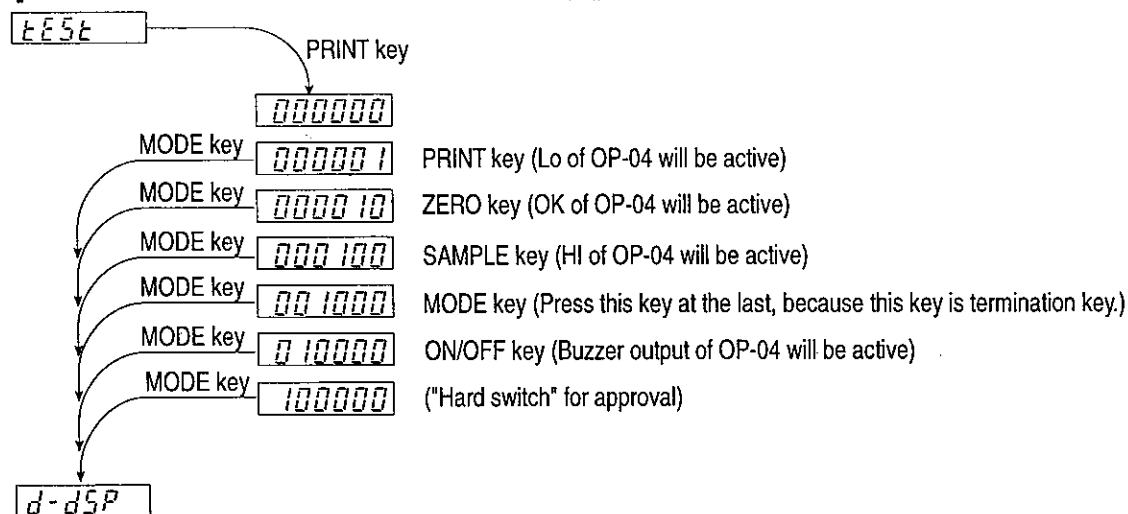 tESt
PRINT key
000000
MODE key 000001 PRINT key (Lo of OP-04 will be active)
MODE key 000010 ZERO key (OK of OP-04 will be active)
MODE key 000100 SAMPLE key (HI of OP-04 will be active)
MODE key 001000 MODE key (Press this key at the last, because this key is termination key.)
MODE key 010000 ON/OFF key (Buzzer output of OP-04 will be active)
MODE key 100000 ("Hard switch" for approval)
d-dSP